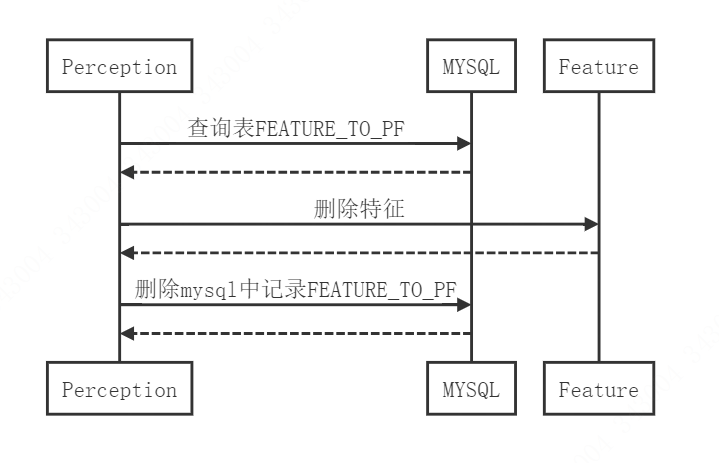 Perception
MYSQL
Feature
查询表FEATURE_TO_PF
删除特征
删除mysql中记录FEATURE_TO_PF
Perception
MYSQL
Feature